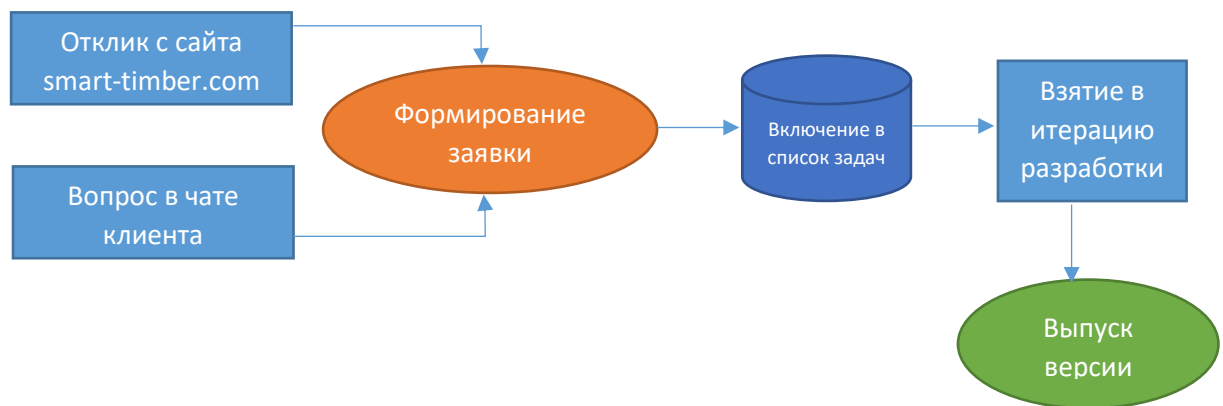 Отклик с сайта
smart-timber.com
Формирование
заявки
Вопрос в чате
клиента
Включение в
список задач
Взятие в
итерацию
разработки
Выпуск
версии